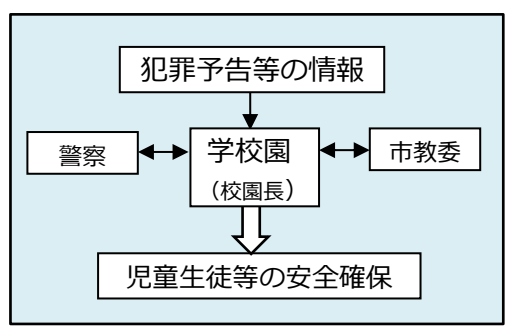 犯罪予告等の情報
警察
学校園
（校園長）
市教委
児童生徒等の安全確保